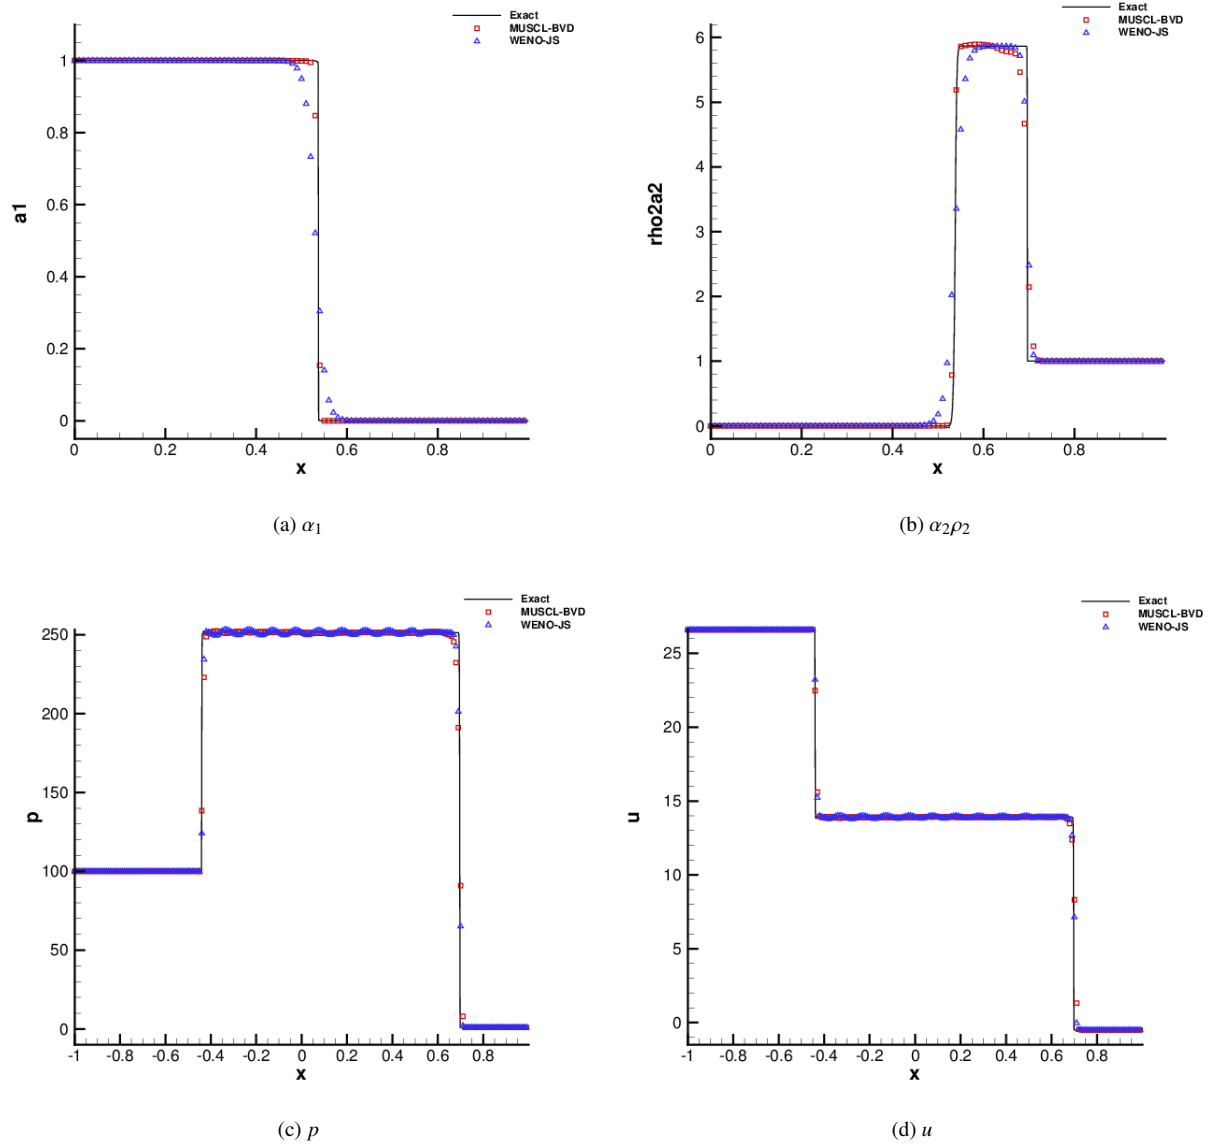 Exact
MUSCL-BVD
WENO-JS
1
0.8
0.6
0.4
0.2
0
a1
0 0.2 0.4 0.6 0.8
x
(a) α₁
Exact
MUSCL-BVD
WENO-JS
6
5
4
3
2
1
0
rho2a2
0 0.2 0.4 0.6 0.8
x
(b) α₂ρ₂
Exact
MUSCL-BVD
WENO-JS
250
200
150
100
50
0
p
-1 -0.8 -0.6 -0.4 -0.2 0 0.2 0.4 0.6 0.8
x
(c) p
Exact
MUSCL-BVD
WENO-JS
25
20
15
10
5
0
u
-1 -0.8 -0.6 -0.4 -0.2 0 0.2 0.4 0.6 0.8
x
(d) u